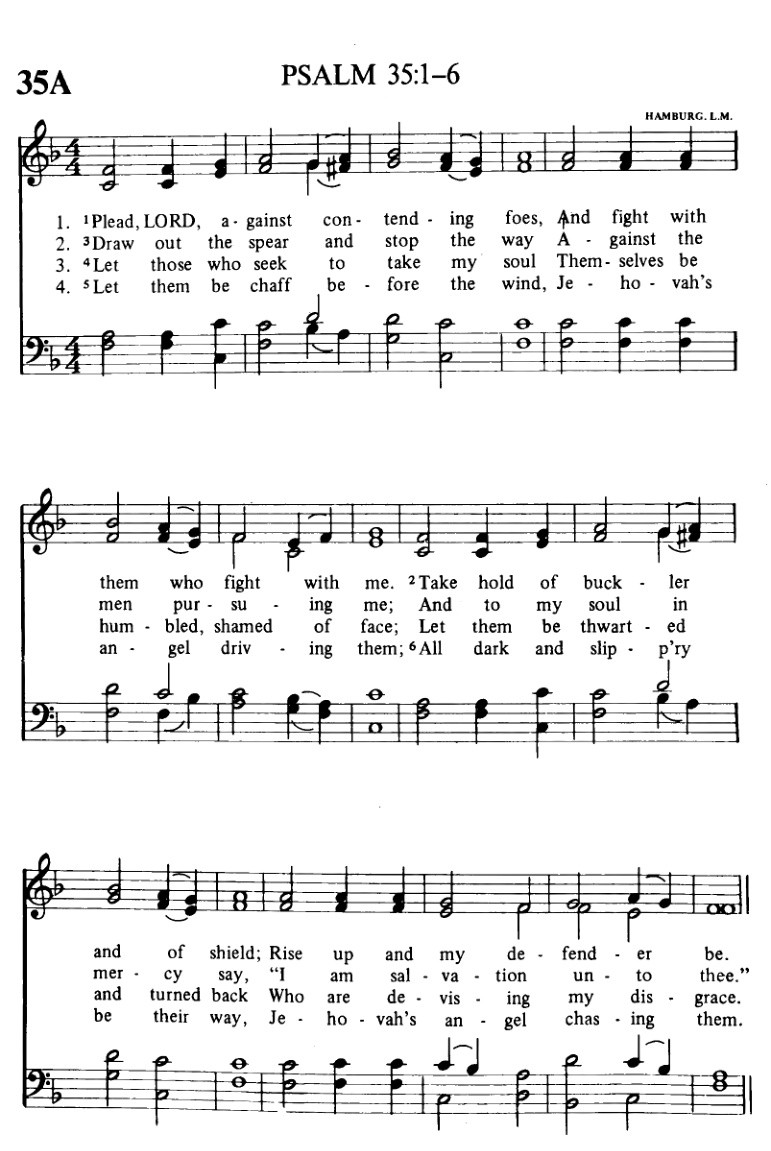 35A
PSALM 35:1–6
HAMBURG. L.M.
1. ¹Plead, LORD, a - gainst con - tend - ing foes, And fight with
2. ³Draw out the spear and stop the way A - gainst the
3. ⁴Let those who seek to take my soul Them - selves be
4. ⁵Let them be chaff be - fore the wind, Je - ho - vah's
them who fight with me. ²Take hold of buck - ler
men pur - su - ing me; And to my soul in
hum - bled, shamed of face; Let them be thwart - ed
an - gel driv - ing them; ⁶All dark and slip - p'ry
and of shield; Rise up and my de - fend - er be.
mer - cy say, “I am sal - va - tion un - to thee.”
and turned back Who are de - vis - ing my dis - grace.
be their way, Je - ho - vah's an - gel chas - ing them.